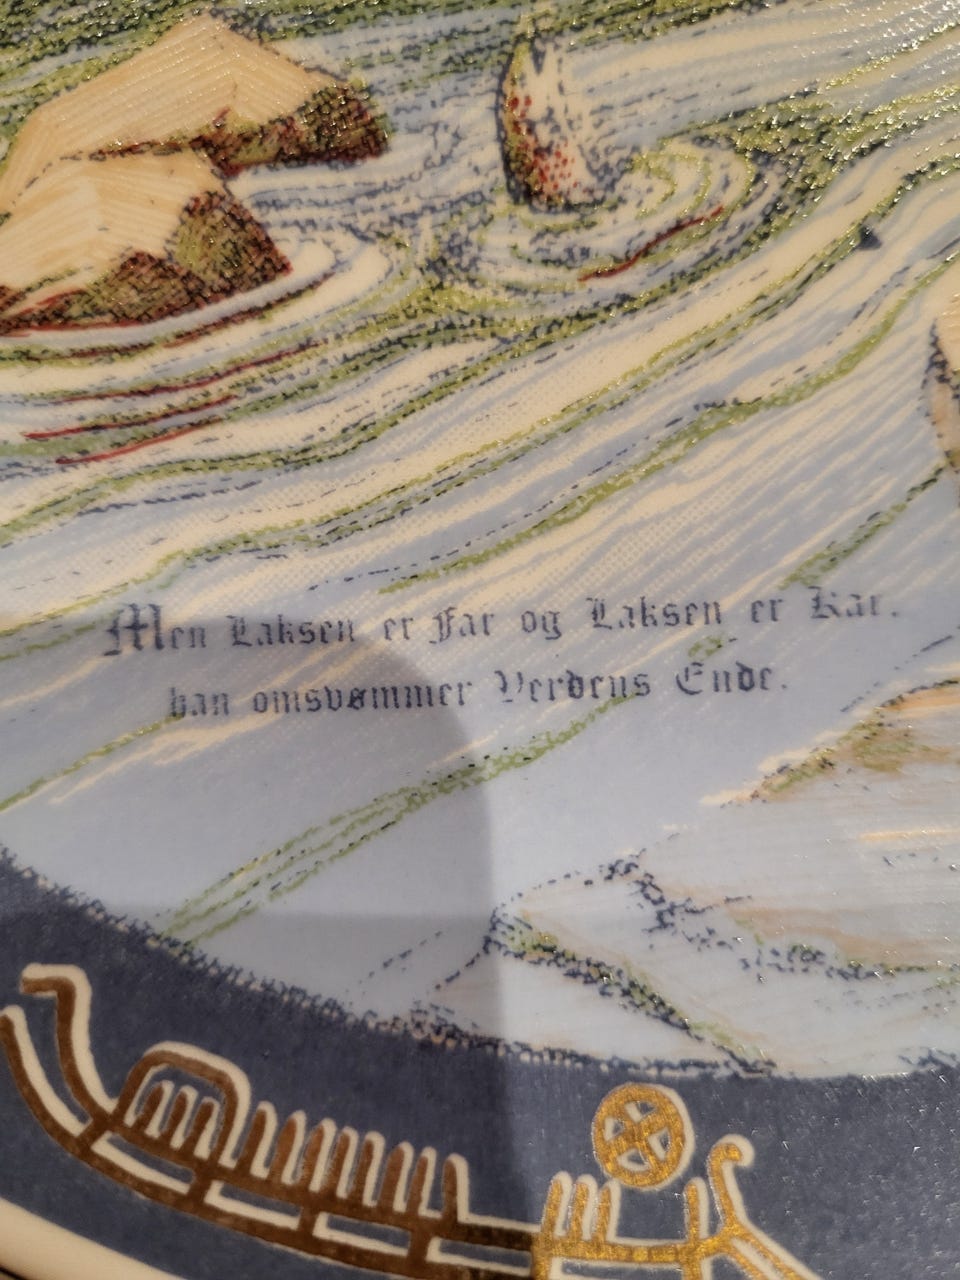 Men Laksen er Far og Laksen er Kar.
han omsvømmer Verdens Ende.